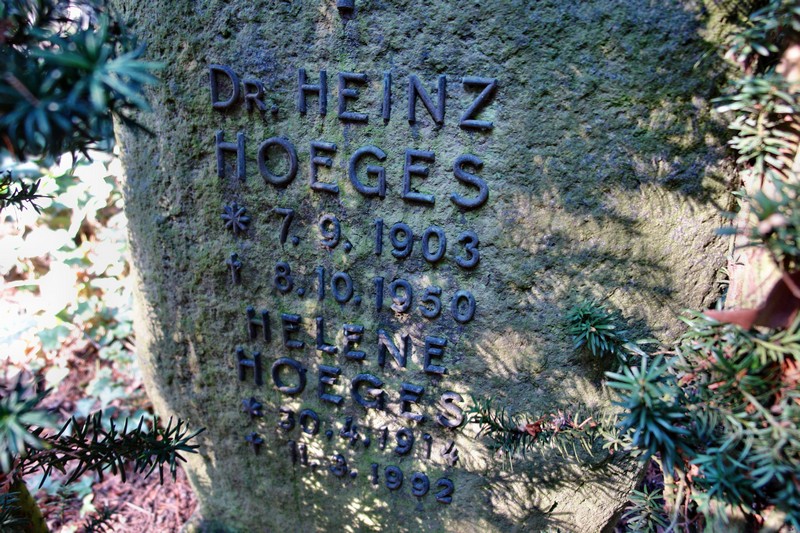 DR. HEINZ
HOEGES
* 7. 9. 1903
† 8. 10. 1950
HELENE
HOEGES
* 30. 4. 1914
† 11. 3. 1992